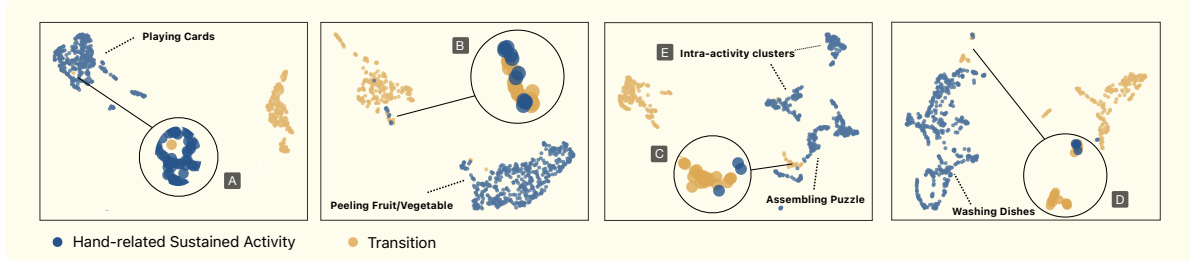 Playing Cards
A
B
Peeling Fruit/Vegetable
E Intra-activity clusters
C
Assembling Puzzle
Washing Dishes
D
Hand-related Sustained Activity
Transition